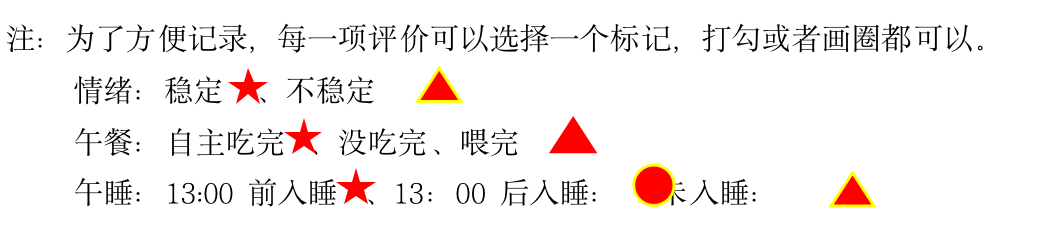 注：为了方便记录，每一项评价可以选择一个标记，打勾或者画圈都可以。
情绪：稳定★、不稳定▲
午餐：自主吃完★、没吃完、喂完▲
午睡：13:00 前入睡★、13：00 后入睡：●未入睡：▲